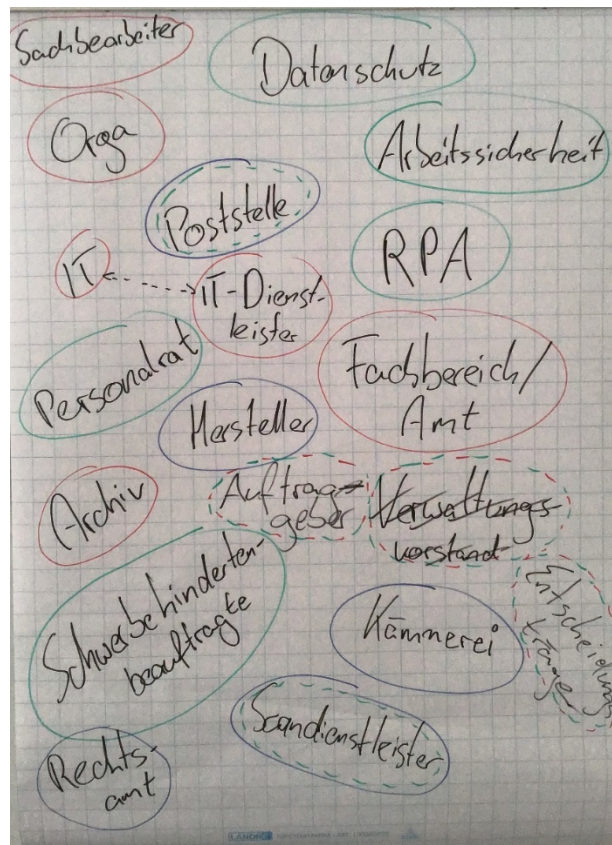 Sachbearbeiter
Datenschutz
Orga
Arbeitssicherheit
Poststelle
RPA
IT
IT-Dienst-
leister
Personalrat
Fachbereich/
Amt
Hersteller
Archiv
Auftrag-
geber
Verwaltungs-
vorstand
Schwerbehinderten-
beauftragte
Kämmerei
Entscheidungs
träger
Scandienstleister
Rechts-
amt
LANDRÉ